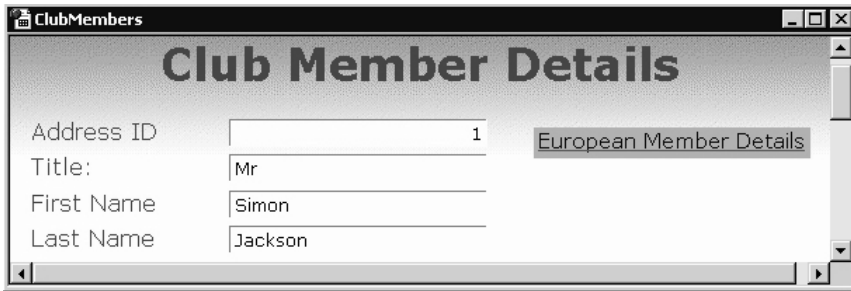 ClubMembers
Club Member Details
Address ID 1
European Member Details
Title: Mr
First Name Simon
Last Name Jackson